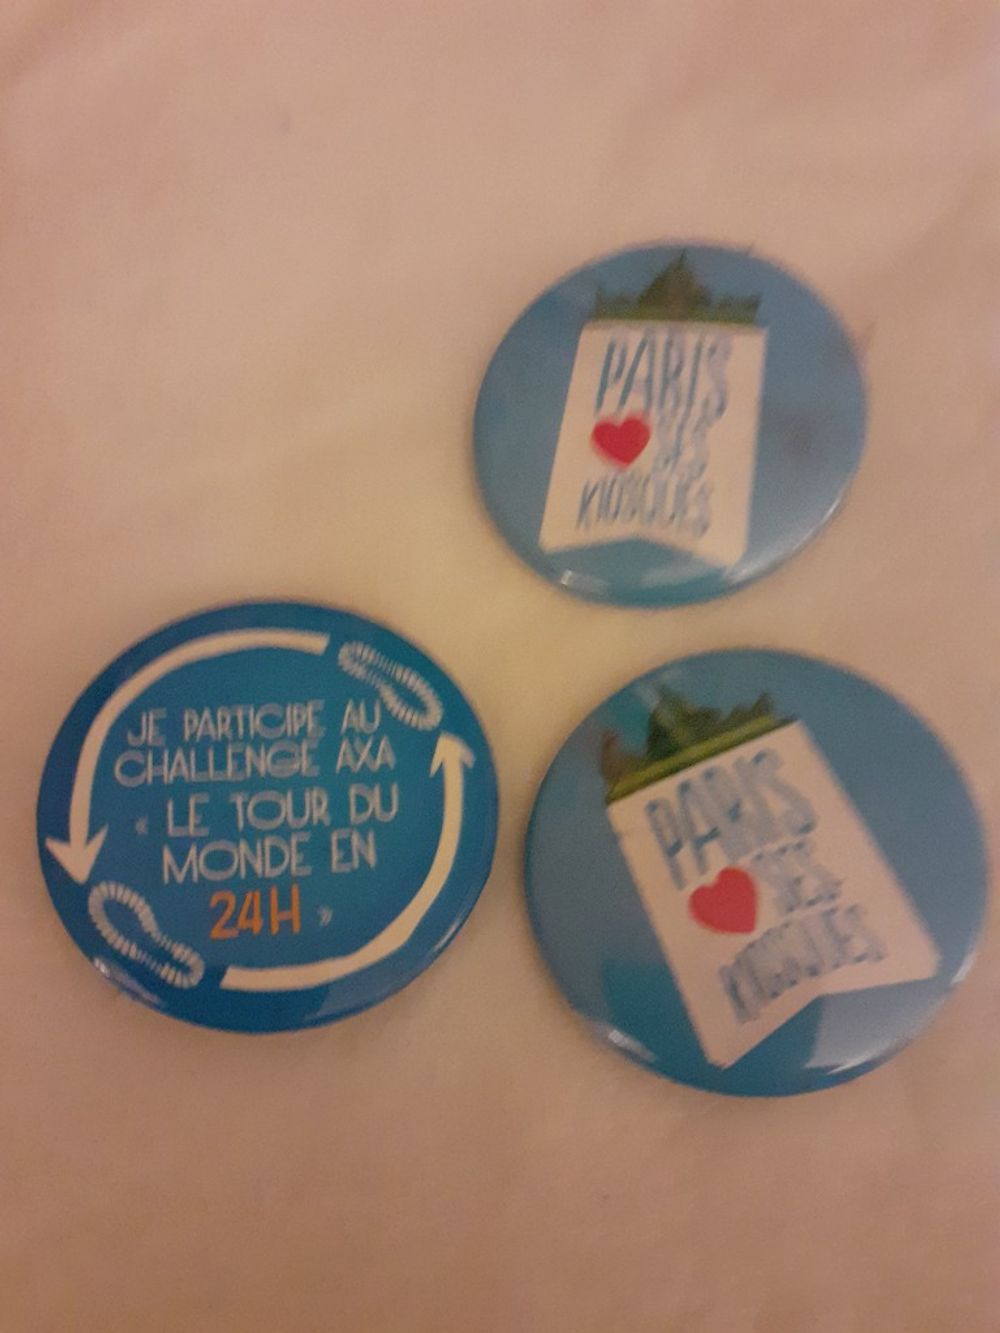 PARIS
❤ SES
KIOSQUES
JE PARTICIPE AU
CHALLENGE AXA
« LE TOUR DU
MONDE EN
24H »
PARIS
❤ SES
KIOSQUES